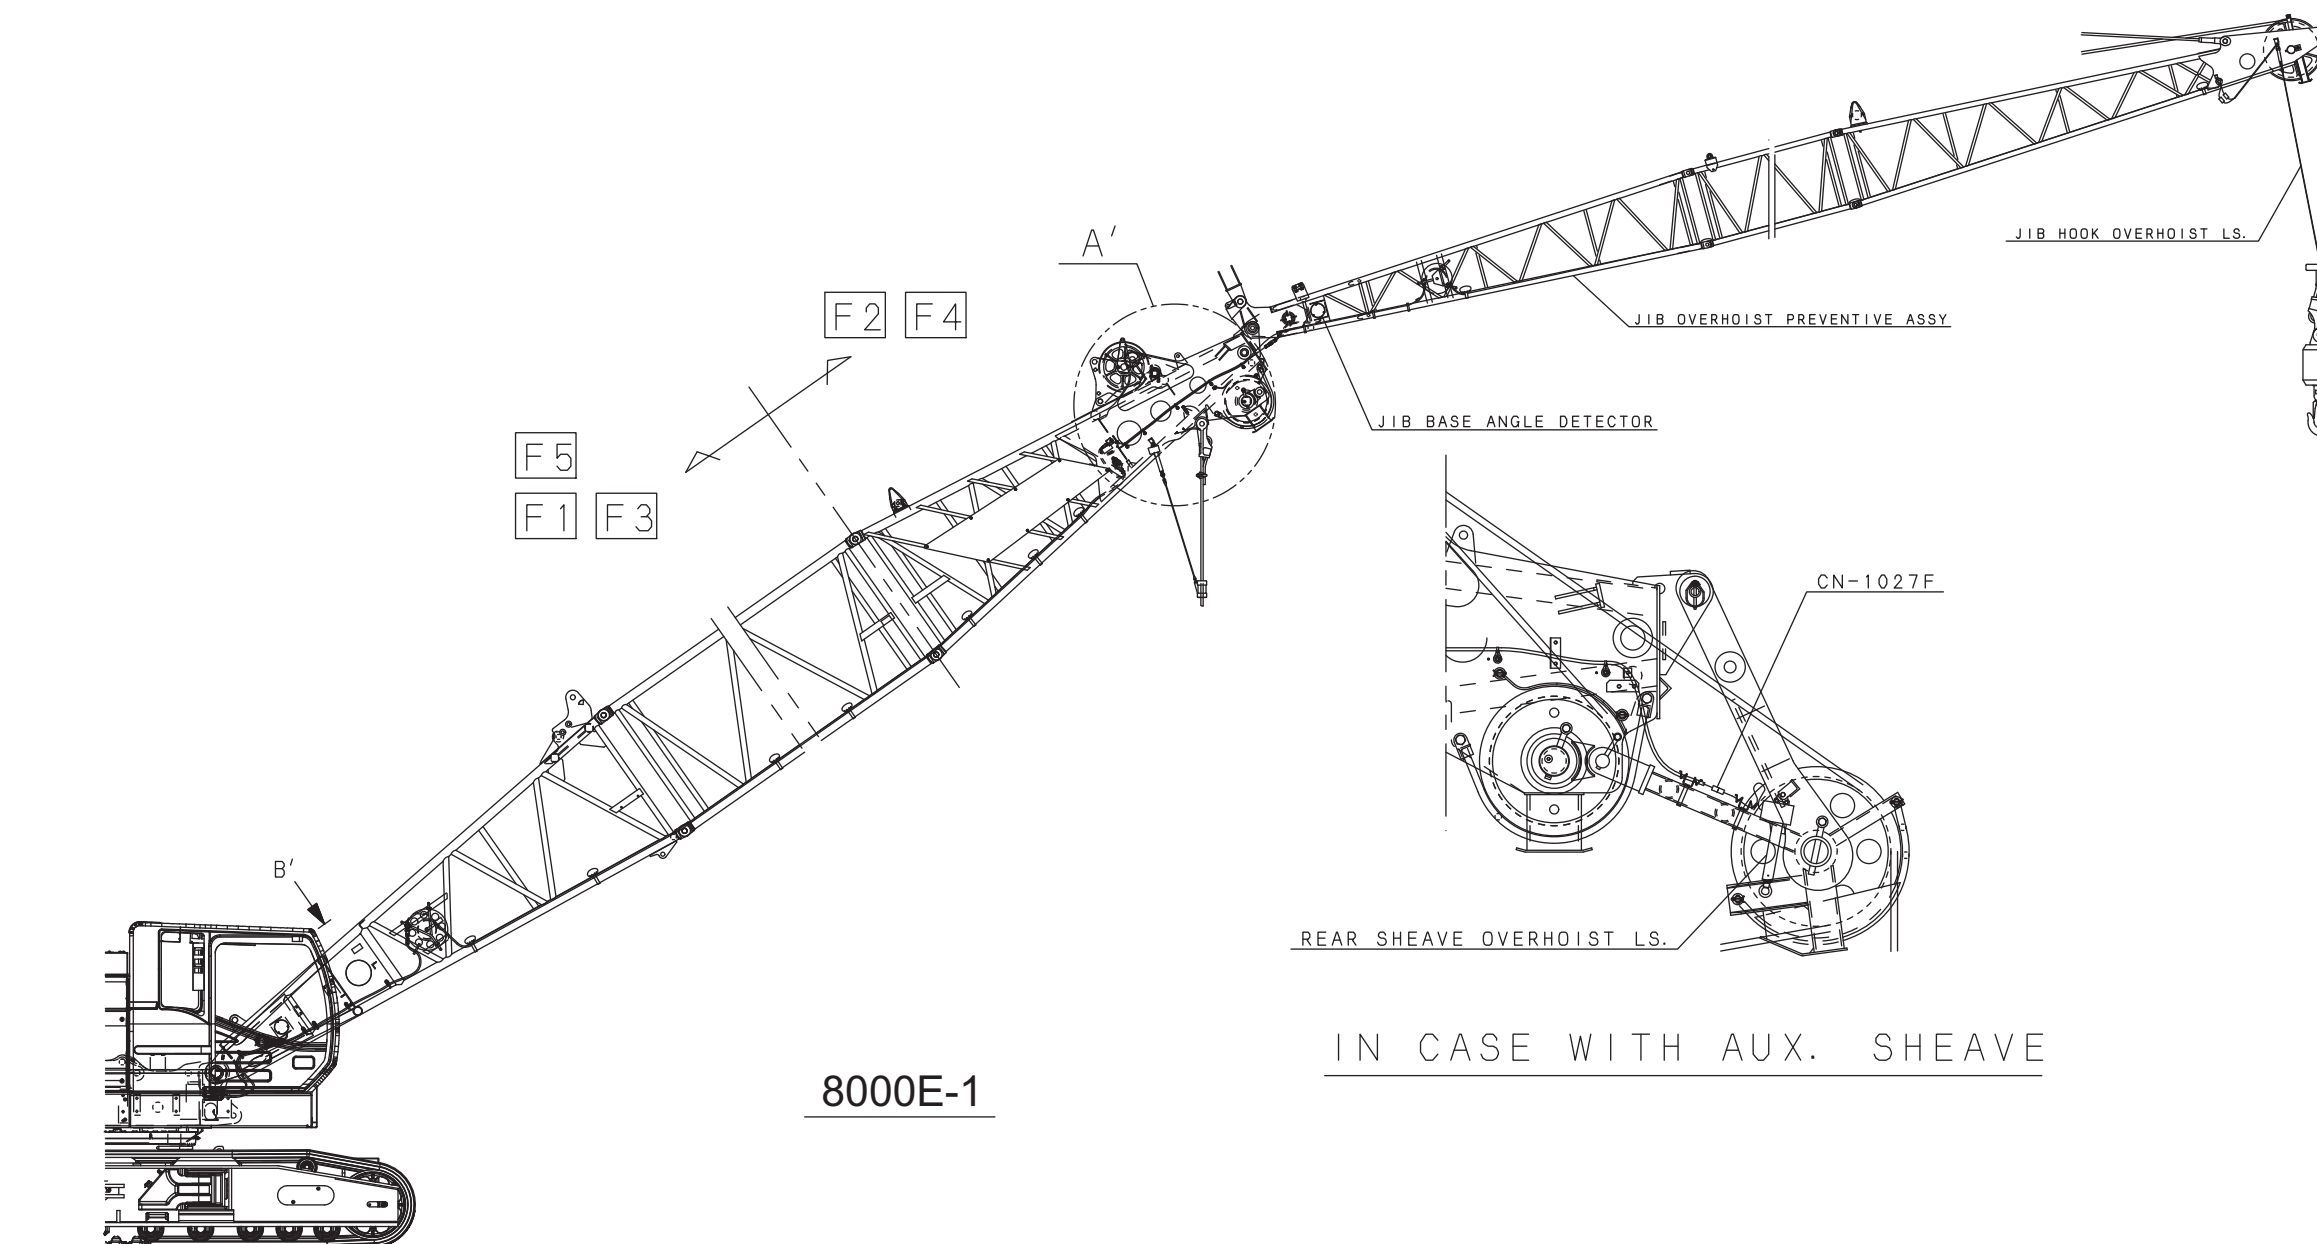 JIB HOOK OVERHOIST LS.
A'
F2 F4
JIB OVERHOIST PREVENTIVE ASSY
JIB BASE ANGLE DETECTOR
F5
F1 F3
CN-1027F
B'
REAR SHEAVE OVERHOIST LS.
IN CASE WITH AUX. SHEAVE
8000E-1